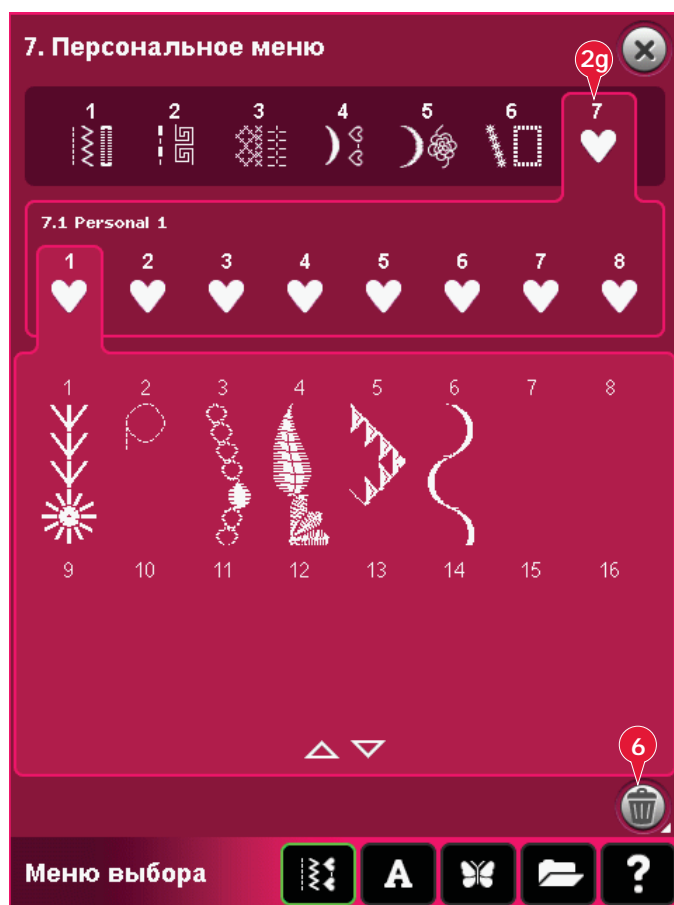 7. Персональное меню
2g
1 2 3 4 5 6 7
7.1 Personal 1
1 2 3 4 5 6 7 8
1 2 3 4 5 6 7 8
9 10 11 12 13 14 15 16
6
Меню выбора A ?